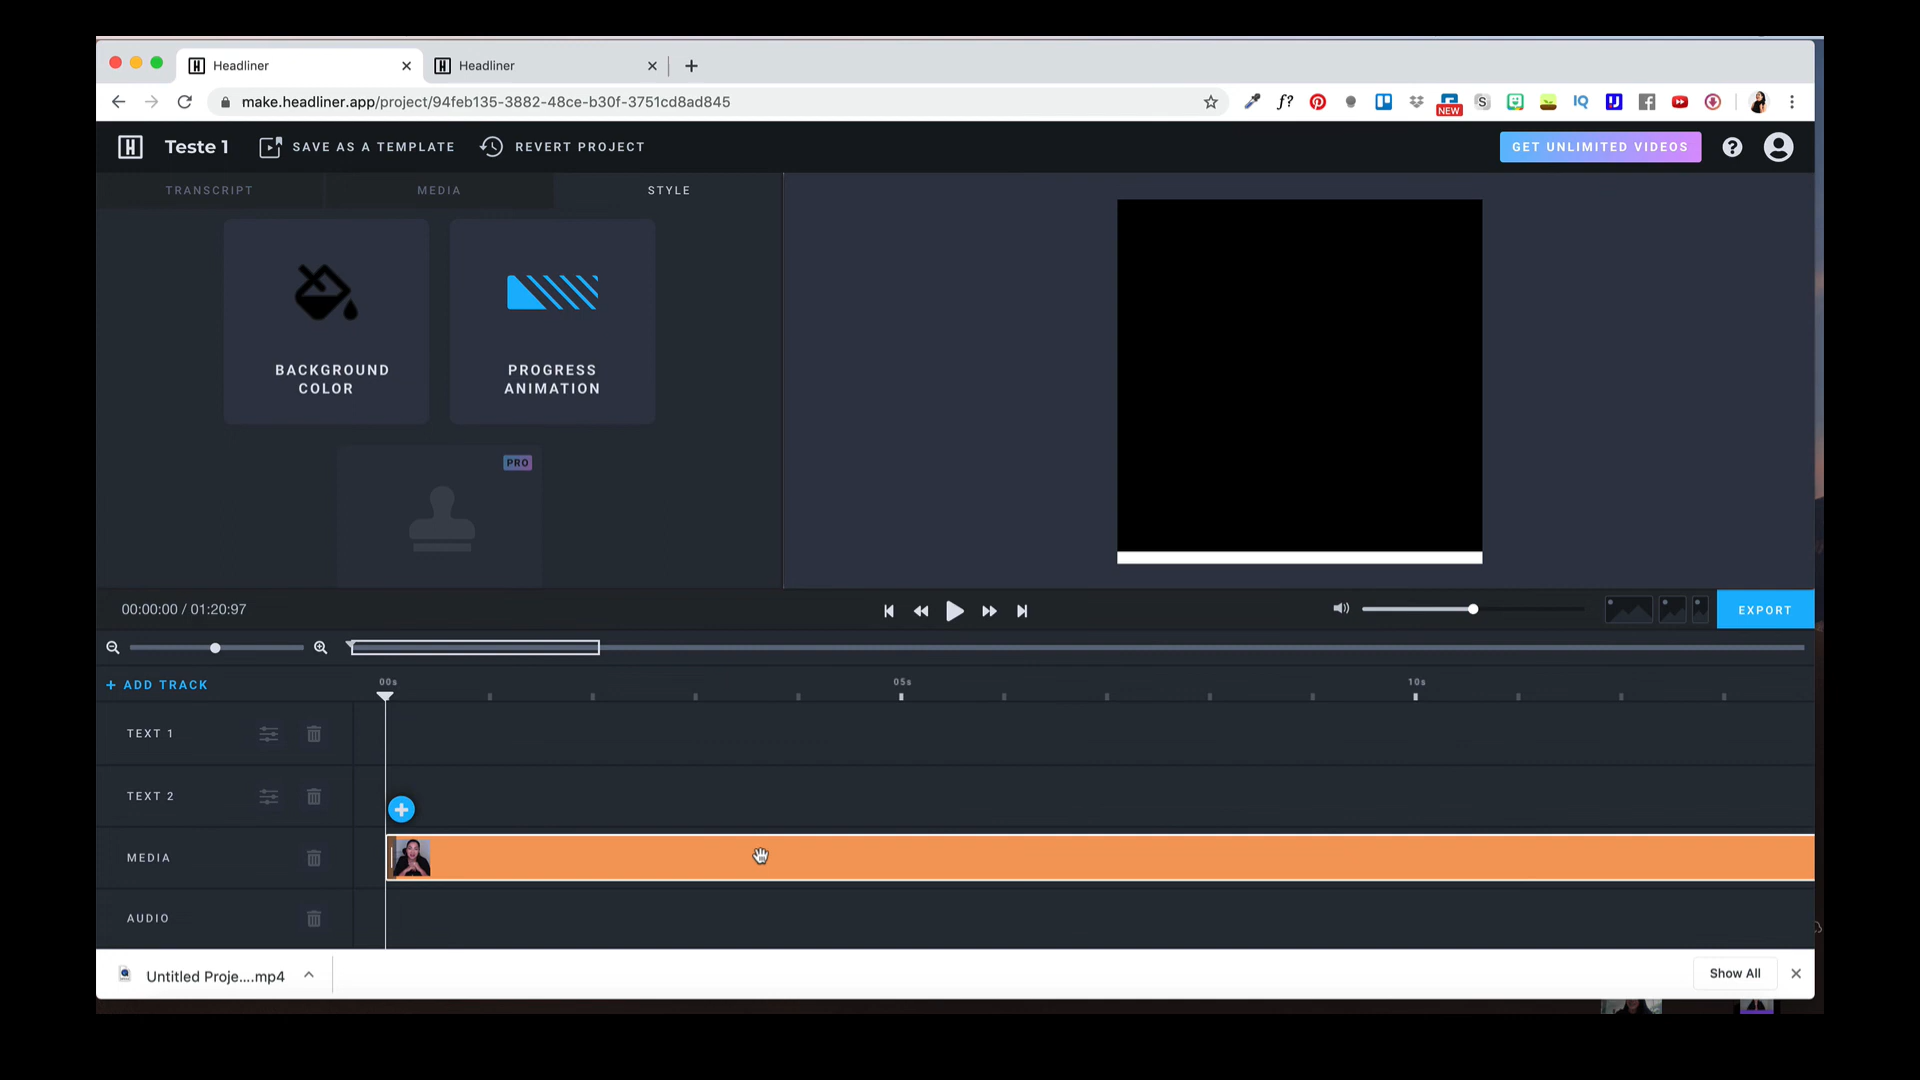 Headliner
Headliner
make.headliner.app/project/94feb135-3882-48ce-b30f-3751cd8ad845
f?
NEW
S
IQ
H
Teste 1
SAVE AS A TEMPLATE
REVERT PROJECT
GET UNLIMITED VIDEOS
?
TRANSCRIPT
MEDIA
STYLE
BACKGROUND
COLOR
PROGRESS
ANIMATION
PRO
00:00:00 / 01:20:97
EXPORT
+ ADD TRACK
00s
05s
10s
TEXT 1
TEXT 2
MEDIA
AUDIO
Untitled Proje....mp4
Show All